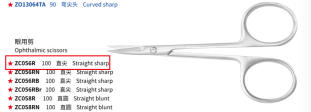 ★ ZO13064TA 90 弯尖头 Curved sharp
眼用剪
Ophthalmic scissors
★ ZC056R 100 直尖 Straight sharp
★ ZC056RN 100 直尖 Straight sharp
★ ZC056RB 100 直尖 Straight sharp
★ ZC056RBr 100 直尖 Straight sharp
★ ZC058R 100 直圆 Straight blunt
★ ZC058RN 100 直圆 Straight blunt